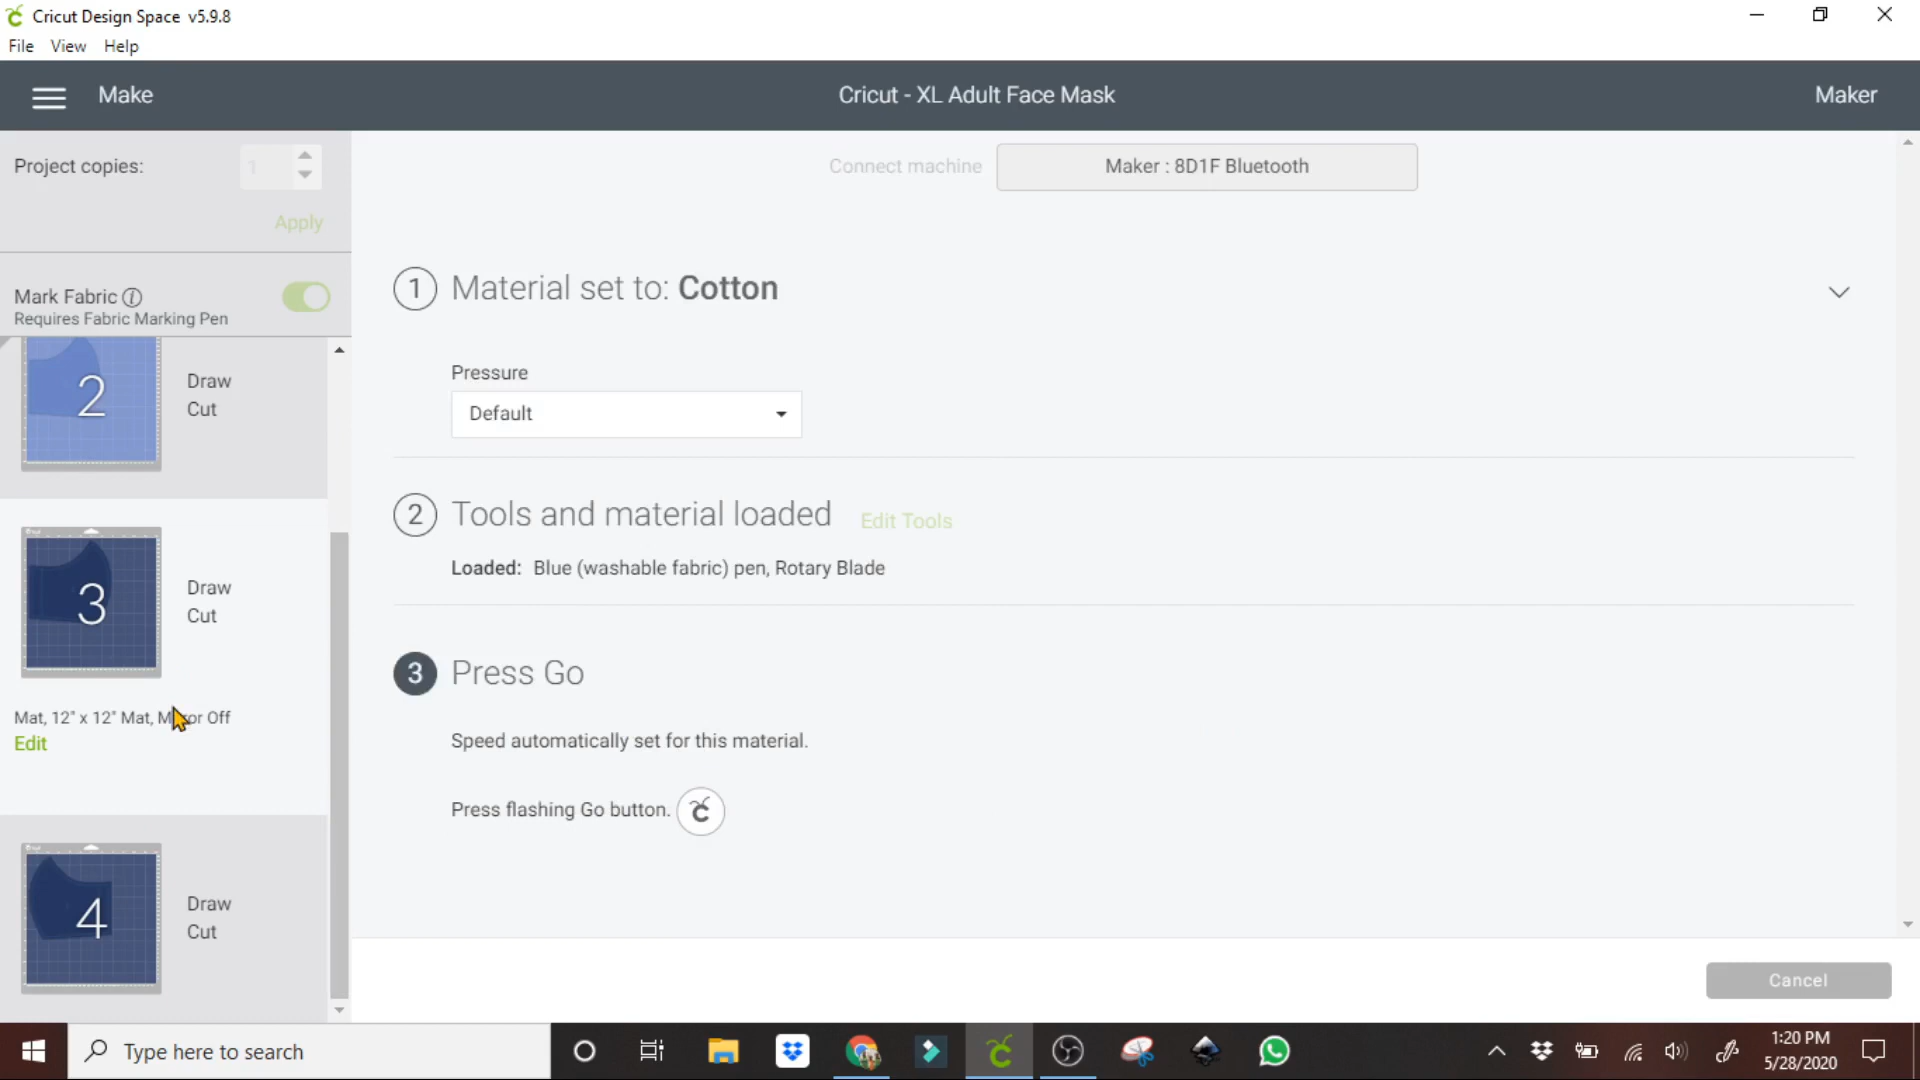 Cricut Design Space v5.9.8
File View Help
Make
Cricut - XL Adult Face Mask
Maker
Project copies:
1
Apply
Connect machine
Maker : 8D1F Bluetooth
Mark Fabric
Requires Fabric Marking Pen
2
Draw
Cut
3
Draw
Cut
Mat, 12" x 12" Mat, Mirror Off
Edit
4
Draw
Cut
1 Material set to: Cotton
Pressure
Default
2 Tools and material loaded Edit Tools
Loaded: Blue (washable fabric) pen, Rotary Blade
3 Press Go
Speed automatically set for this material.
Press flashing Go button.
Cancel
Type here to search
1:20 PM
5/28/2020